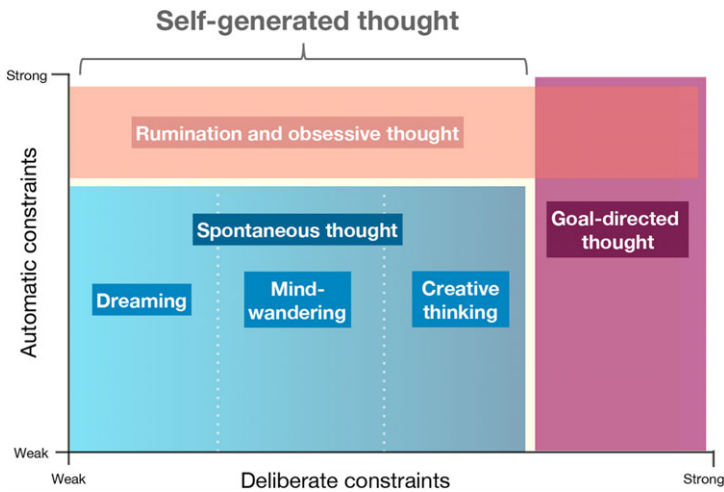 Self-generated thought
Strong
Rumination and obsessive thought
Spontaneous thought
Goal-directed
thought
Dreaming
Mind-
wandering
Creative
thinking
Automatic constraints
Weak
Weak
Deliberate constraints
Strong